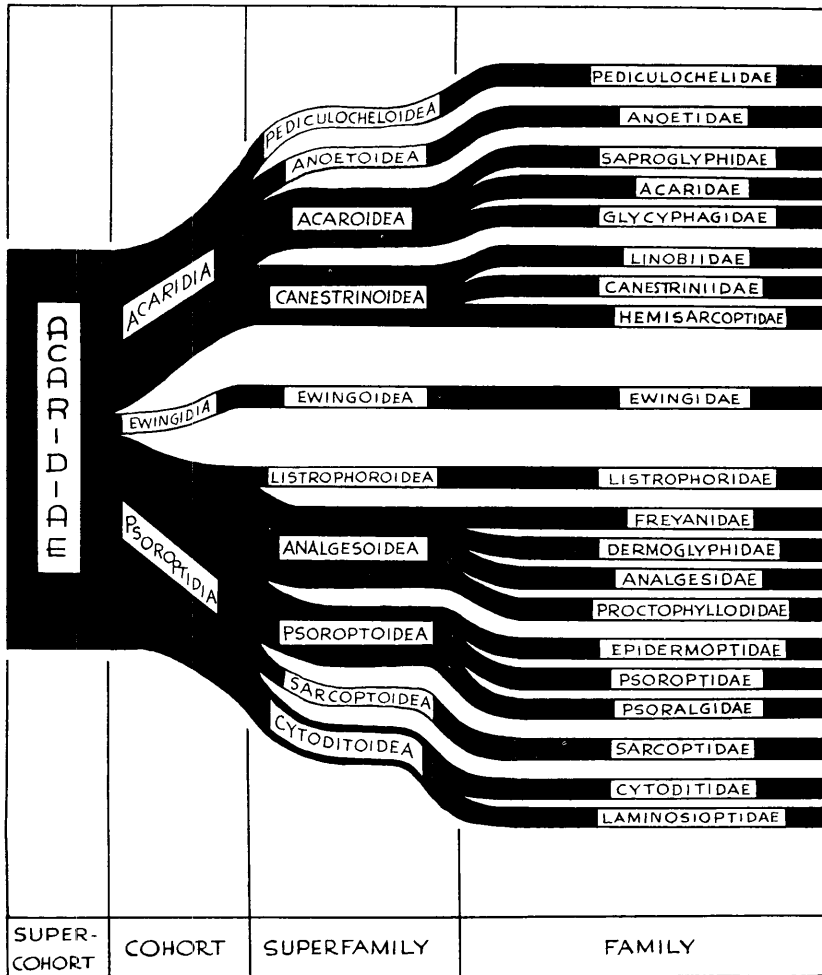 ACARIDIAE
ACARIDIA
EWINGIDIA
PSOROPTIDIA
PEDICULOCHELOIDEA
ANOETOIDEA
ACAROIDEA
CANESTRINOIDEA
EWINGOIDEA
LISTROPHOROIDEA
ANALGESOIDEA
PSOROPTOIDEA
SARCOPTOIDEA
CYTODITOIDEA
PEDICULOCHELIDAE
ANOETIDAE
SAPROGLYPHIDAE
ACARIDAE
GLYCYPHAGIDAE
LINOBIIDAE
CANESTRINIIDAE
HEMISARCOPTIDAE
EWINGIDAE
LISTROPHORIDAE
FREYANIDAE
DERMOGLYPHIDAE
ANALGESIDAE
PROCTOPHYLLODIDAE
EPIDERMOPTIDAE
PSOROPTIDAE
PSORALGIDAE
SARCOPTIDAE
CYTODITIDAE
LAMINOSIOPTIDAE
SUPER-
COHORT
COHORT
SUPERFAMILY
FAMILY